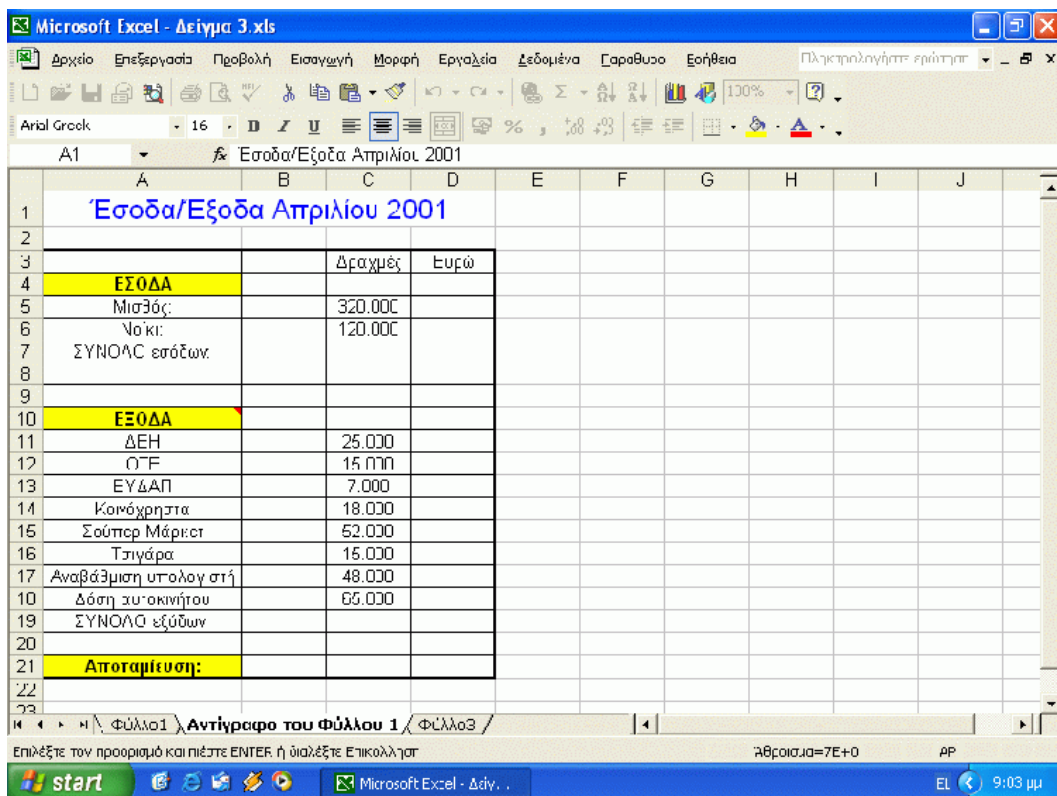 Microsoft Excel - Δείγμα 3.xls
Αρχείο Επεξεργασία Προβολή Εισαγωγή Μορφή Εργαλεία Δεδομένα Παράθυρο Βοήθεια Πληκτρολογήστε ερώτηση
100%
Arial Greek 16 B I U
A1 fx Έσοδα/Έξοδα Απριλίου 2001
A B C D E F G H I J
1 Έσοδα/Έξοδα Απριλίου 2001
2
3 Δραχμές Ευρώ
4 ΕΣΟΔΑ
5 Μισθός: 320.000
6 Νοίκι: 120.000
7 ΣΥΝΟΛΟ εσόδων:
8
9
10 ΕΞΟΔΑ
11 ΔΕΗ 25.000
12 ΟΤΕ 15.000
13 ΕΥΔΑΠ 7.000
14 Κοινόχρηστα 18.000
15 Σούπερ Μάρκετ 52.000
16 Τσιγάρα 15.000
17 Αναβάθμιση υπολογιστή 48.000
18 Δόση αυτοκινήτου 65.000
19 ΣΥΝΟΛΟ εξόδων
20
21 Αποταμίευση:
22
23
Φύλλο1 Αντίγραφο του Φύλλου 1 Φύλλο3
Επιλέξτε τον προορισμό και πιέστε ENTER ή διαλέξτε Επικόλληση Άθροισμα=7E+0 ΑΡ
start Microsoft Excel - Δείγ... EL 9:03 μμ